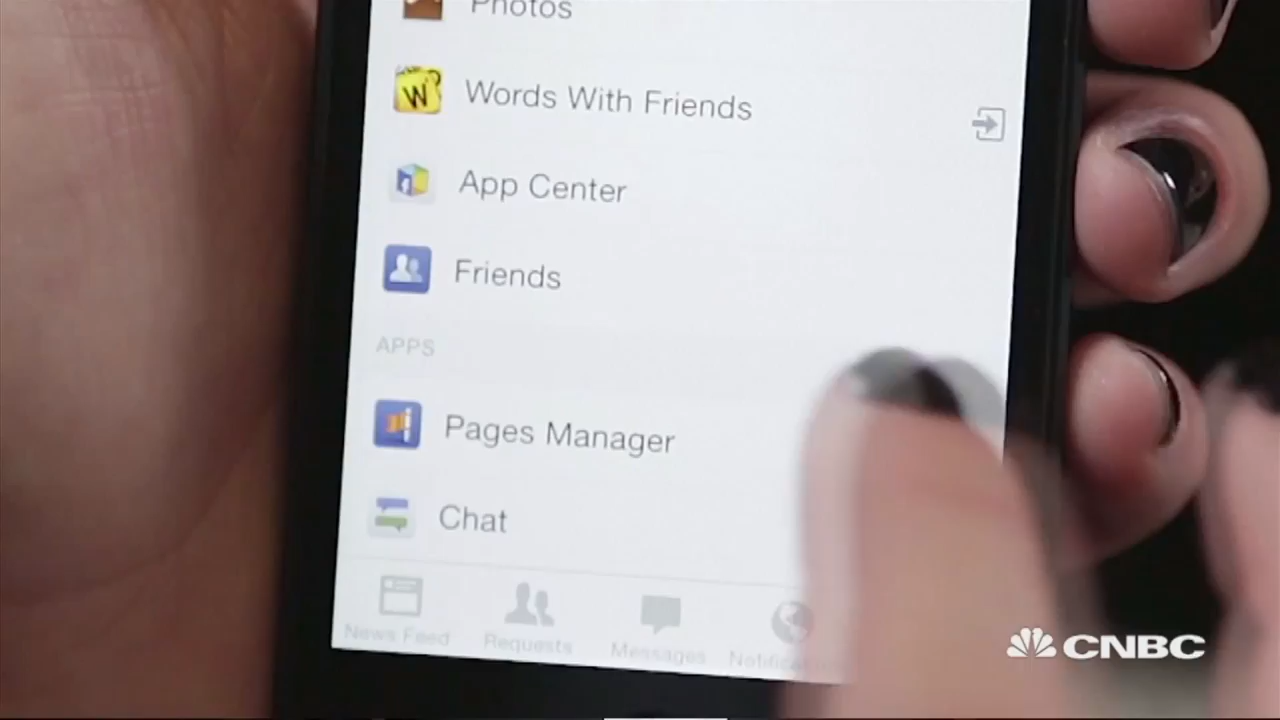 Photos
Words With Friends
App Center
Friends
APPS
Pages Manager
Chat
News Feed
Requests
Messages
CNBC